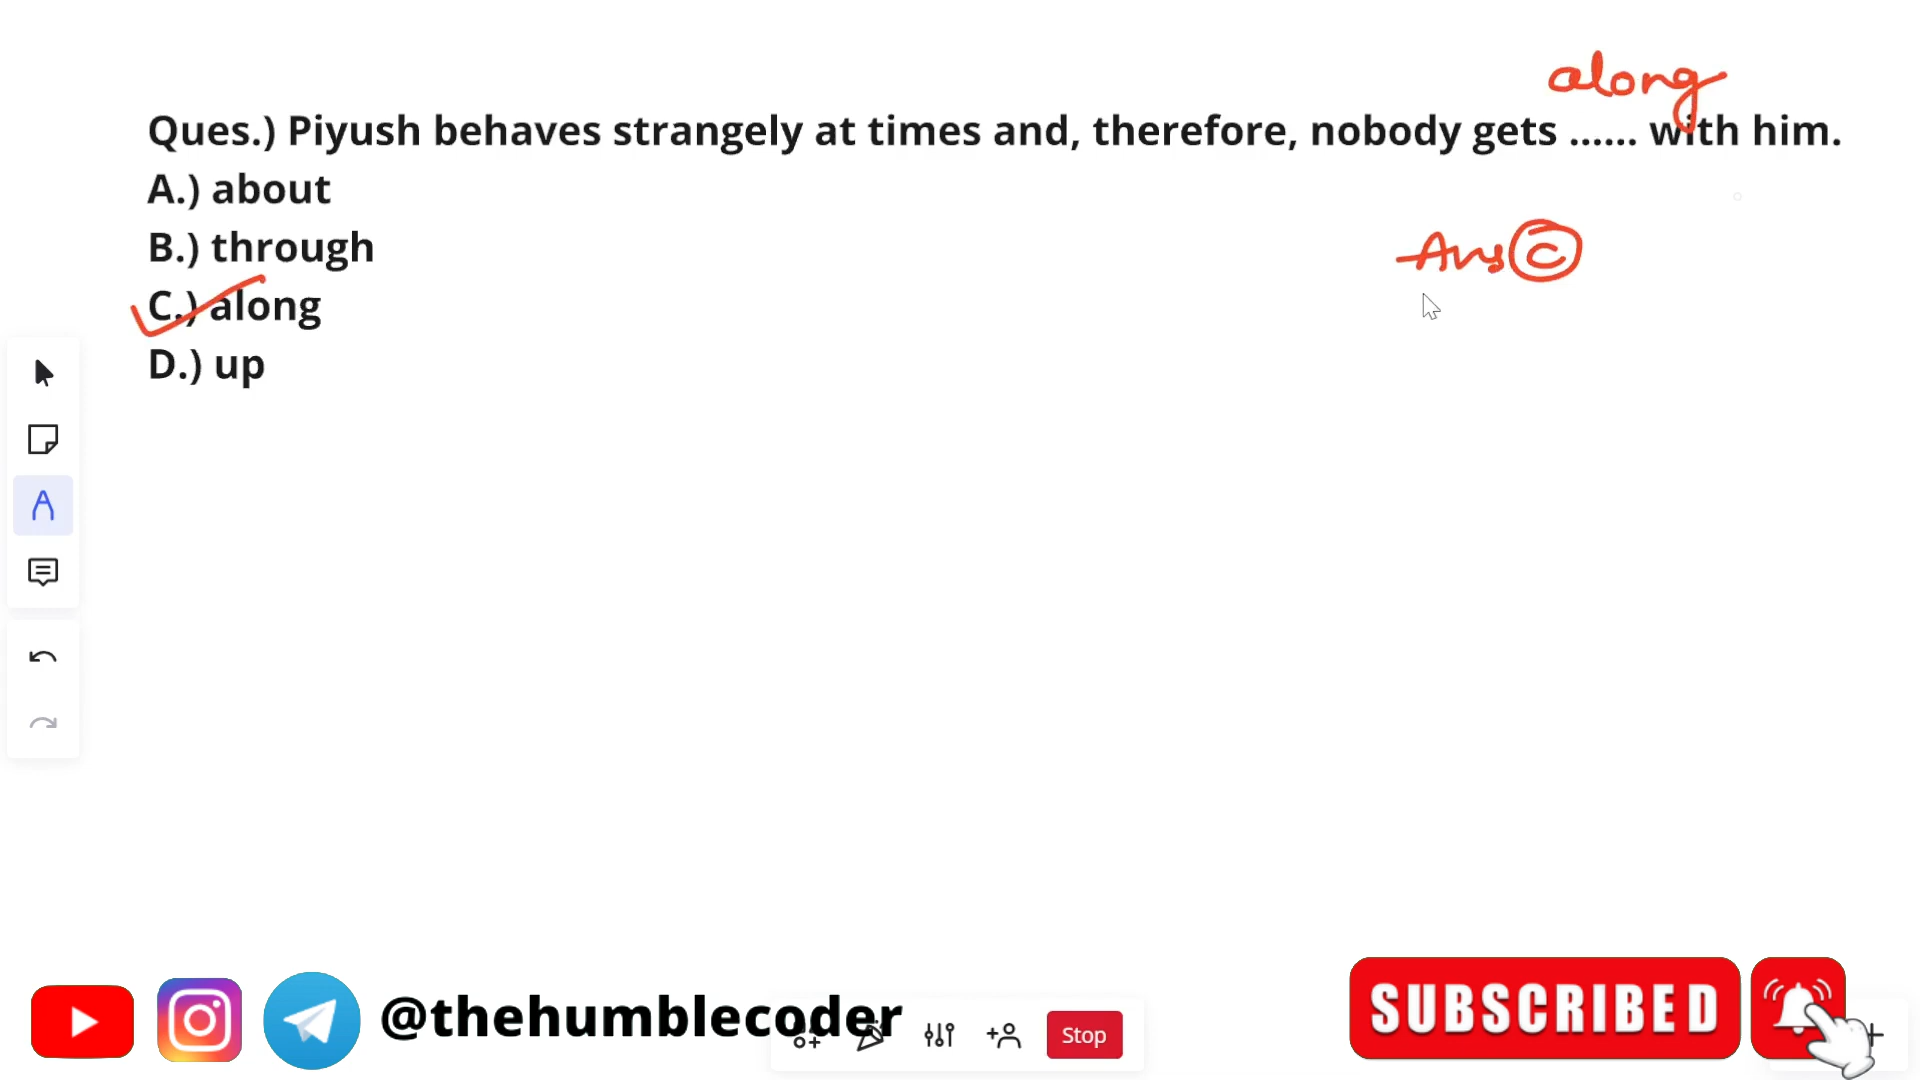 along
Ques.) Piyush behaves strangely at times and, therefore, nobody gets ...... with him.
A.) about
B.) through
Ans C
C.) along
D.) up
@thehumblecoder
Stop
SUBSCRIBED